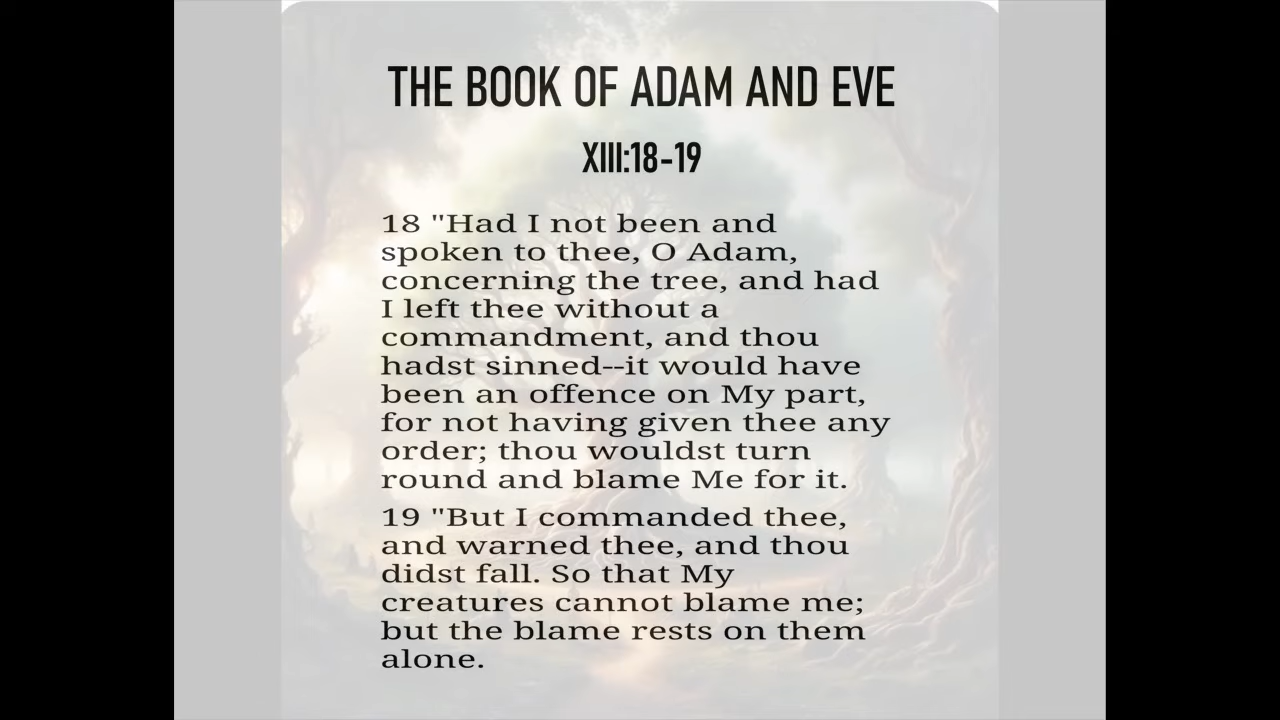 THE BOOK OF ADAM AND EVE
XIII:18-19
18 "Had I not been and
spoken to thee, O Adam,
concerning the tree, and had
I left thee without a
commandment, and thou
hadst sinned--it would have
been an offence on My part,
for not having given thee any
order; thou wouldst turn
round and blame Me for it.
19 "But I commanded thee,
and warned thee, and thou
didst fall. So that My
creatures cannot blame me;
but the blame rests on them
alone.